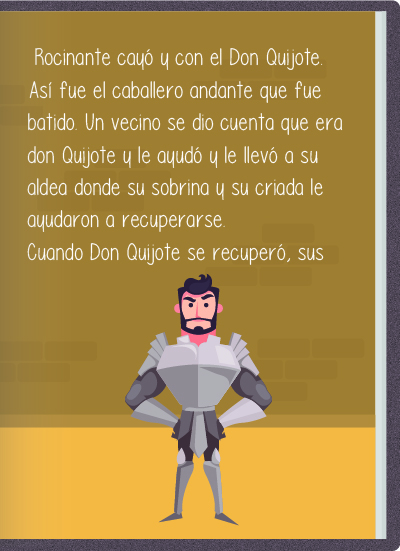 Rocinante cayó y con el Don Quijote.
Así fue el caballero andante que fue
batido. Un vecino se dio cuenta que era
don Quijote y le ayudó y le llevó a su
aldea donde su sobrina y su criada le
ayudaron a recuperarse.
Cuando Don Quijote se recuperó, sus